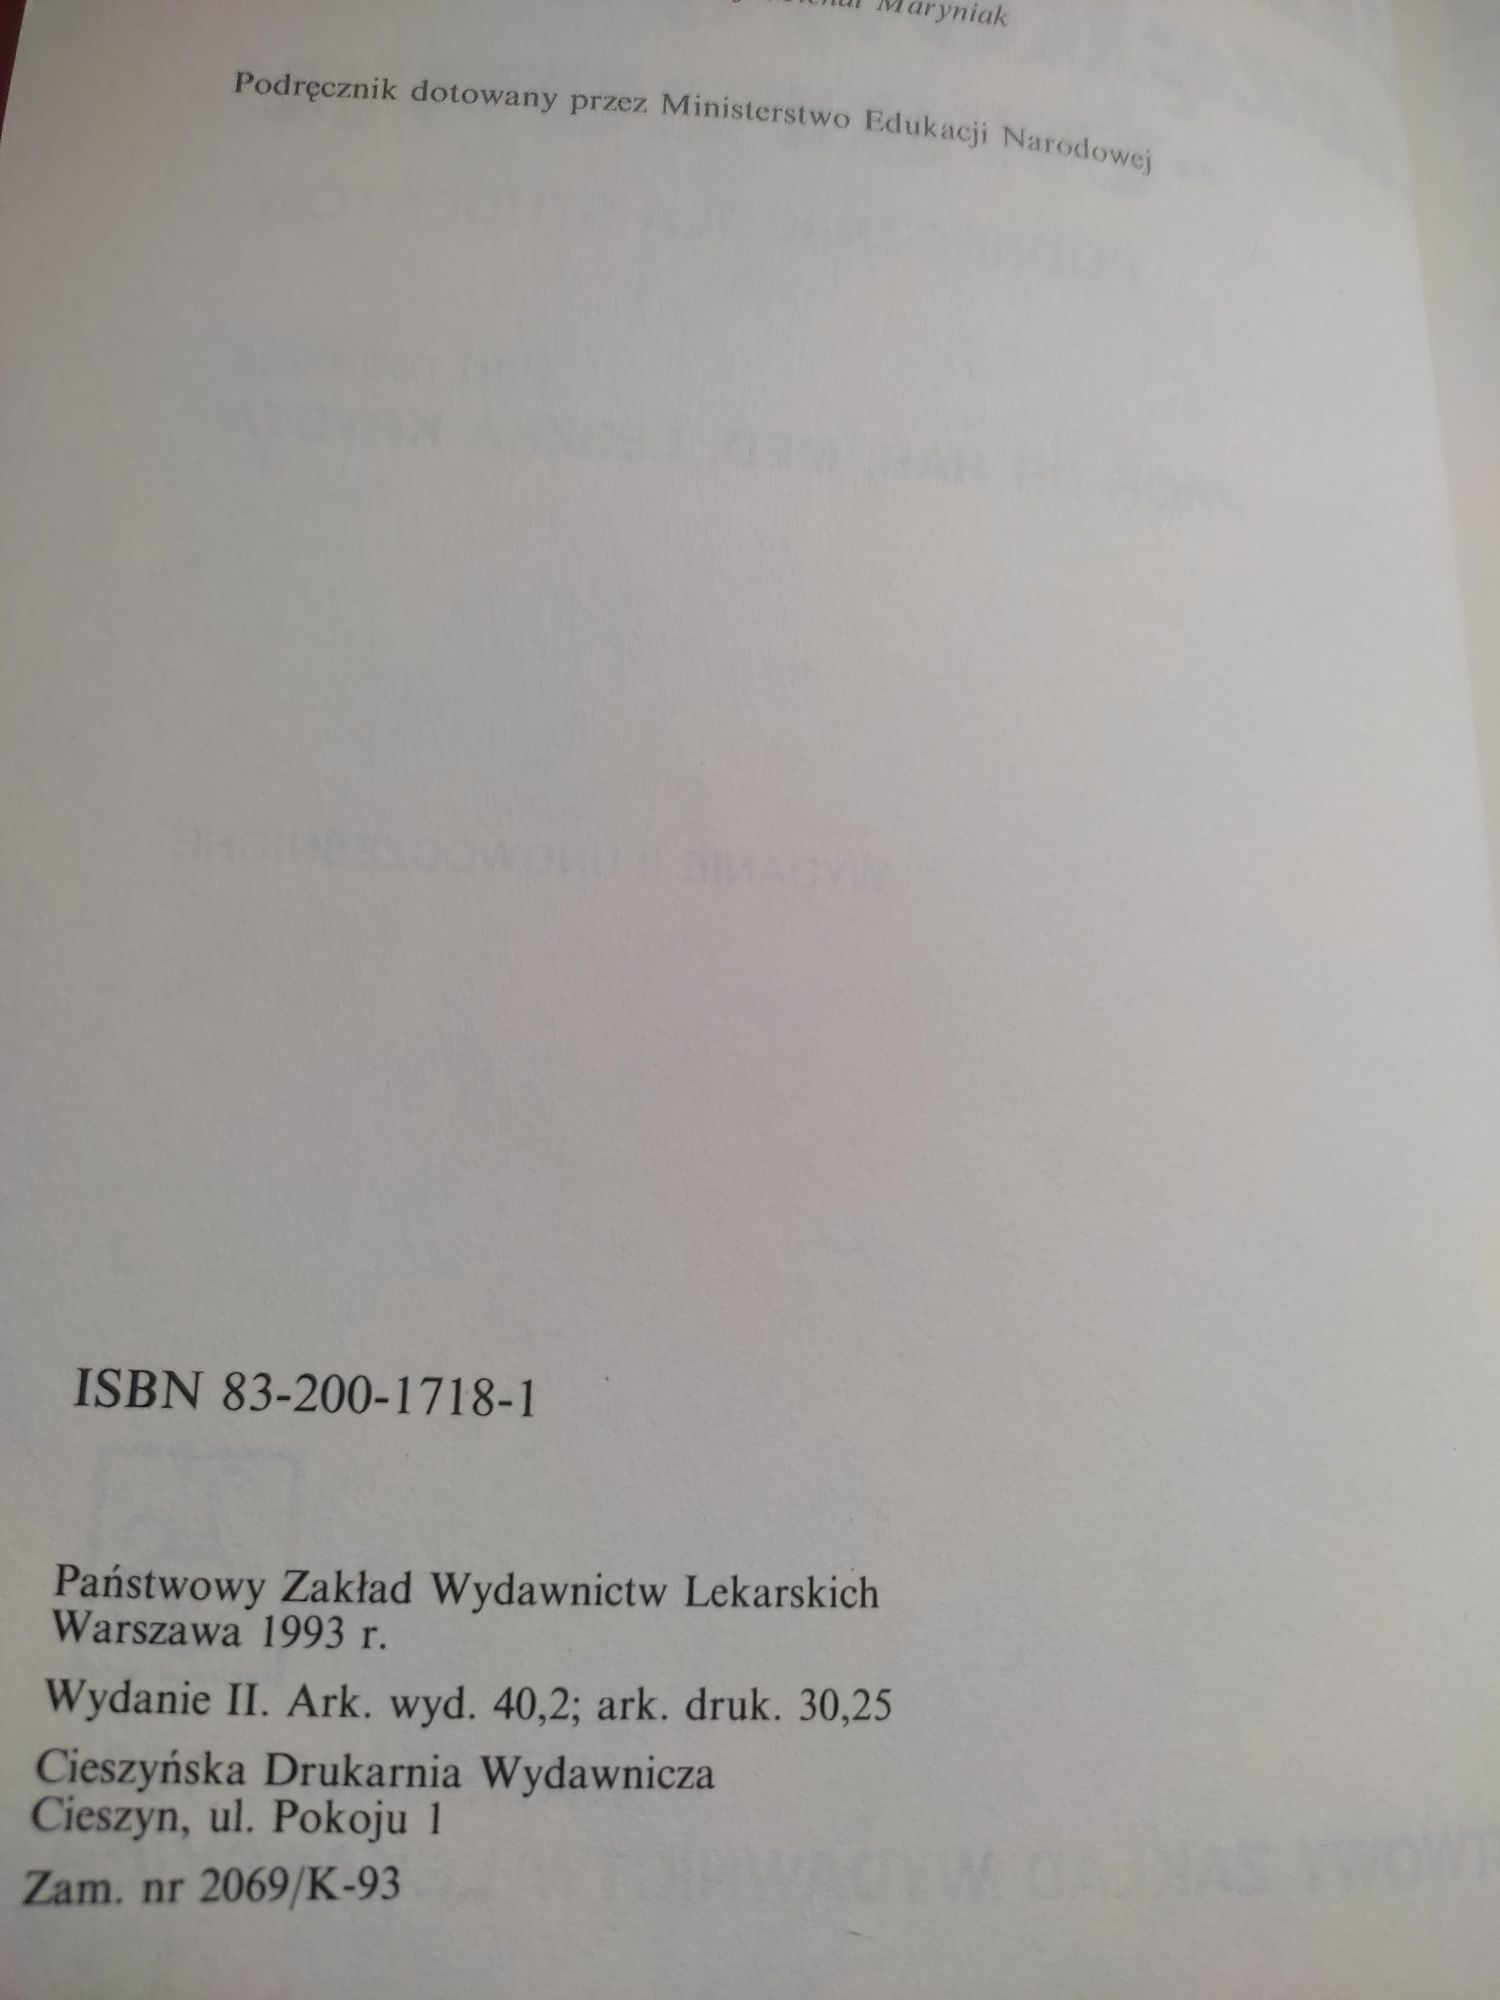 Maryniak
Podręcznik dotowany przez Ministerstwo Edukacji Narodowej
ISBN 83-200-1718-1
Państwowy Zakład Wydawnictw Lekarskich
Warszawa 1993 r.
Wydanie II. Ark. wyd. 40,2; ark. druk. 30,25
Cieszyńska Drukarnia Wydawnicza
Cieszyn, ul. Pokoju 1
Zam. nr 2069/K-93